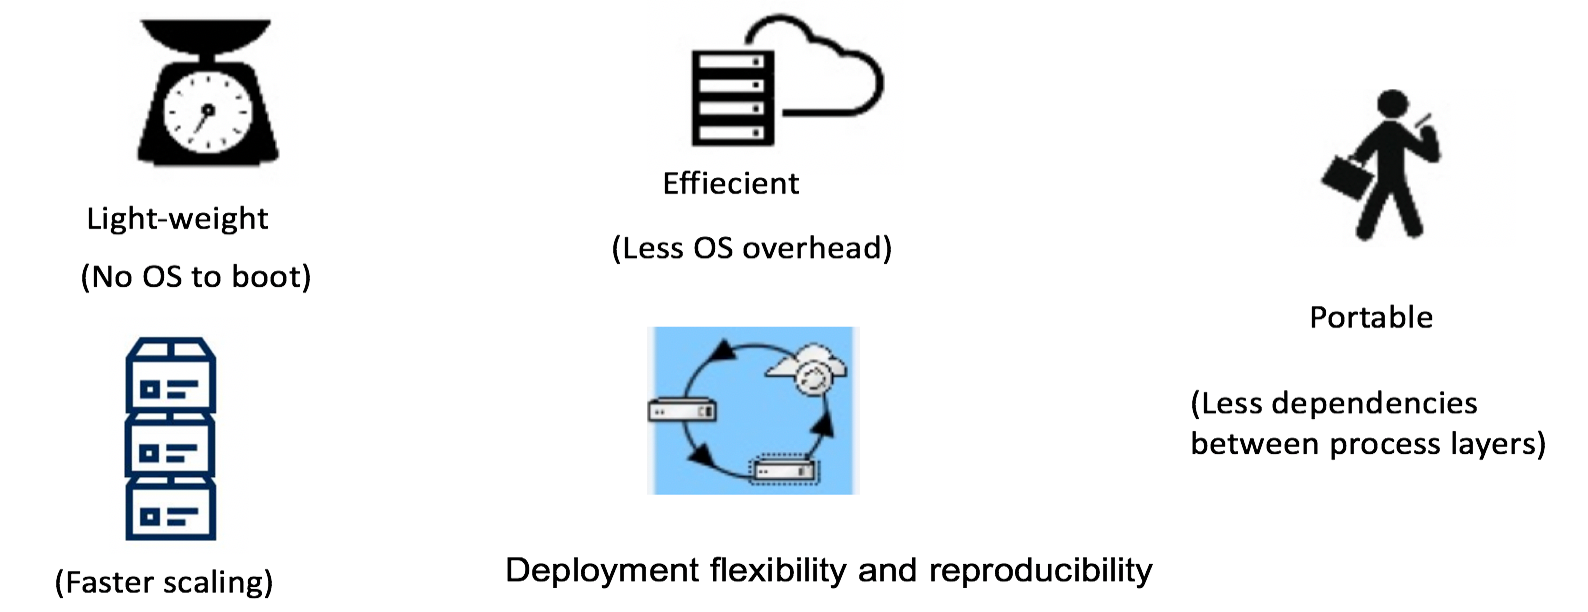 Light-weight
(No OS to boot)
Effiecient
(Less OS overhead)
Portable
(Less dependencies
between process layers)
(Faster scaling)
Deployment flexibility and reproducibility